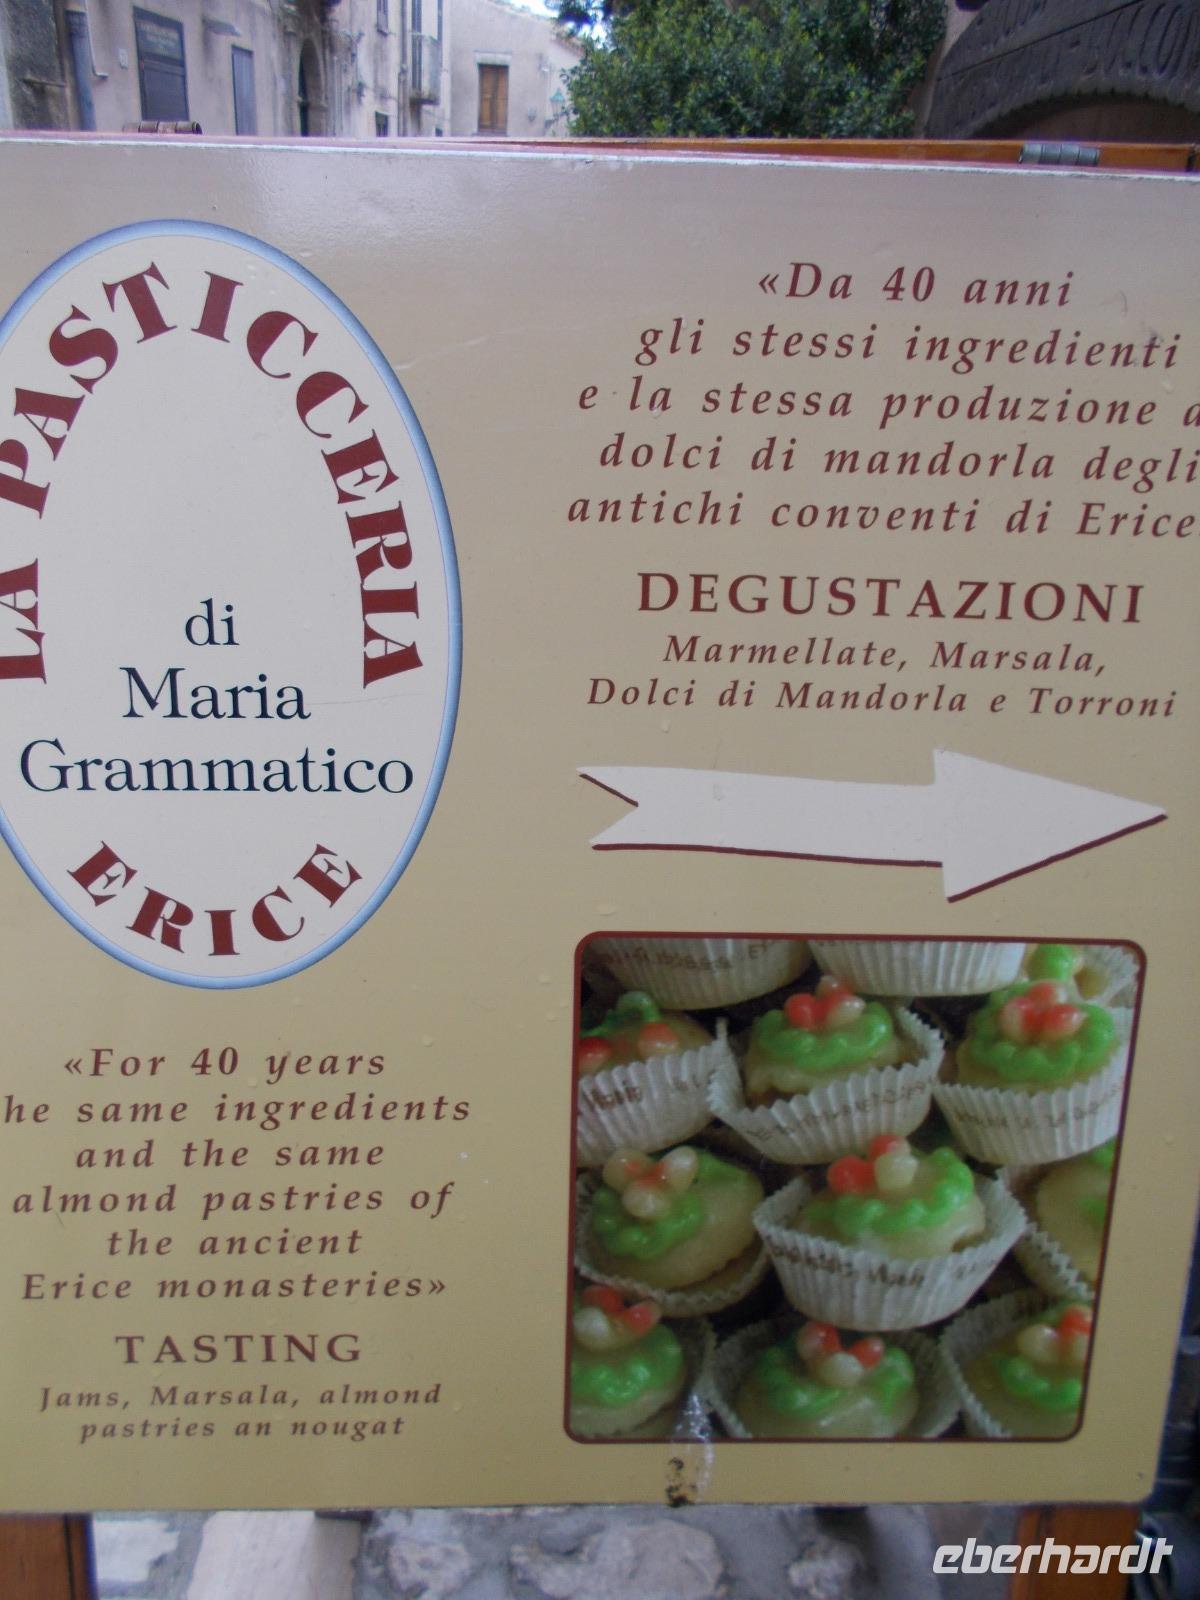 LA PASTICCERIA
di
Maria
Grammatico
ERICE
«Da 40 anni
gli stessi ingredienti
e la stessa produzione
dolci di mandorla degli
antichi conventi di Erice
DEGUSTAZIONI
Marmellate, Marsala,
Dolci di Mandorla e Torroni
«For 40 years
he same ingredients
and the same
almond pastries of
the ancient
Erice monasteries»
TASTING
Jams, Marsala, almond
pastries an nougat
eberhardt